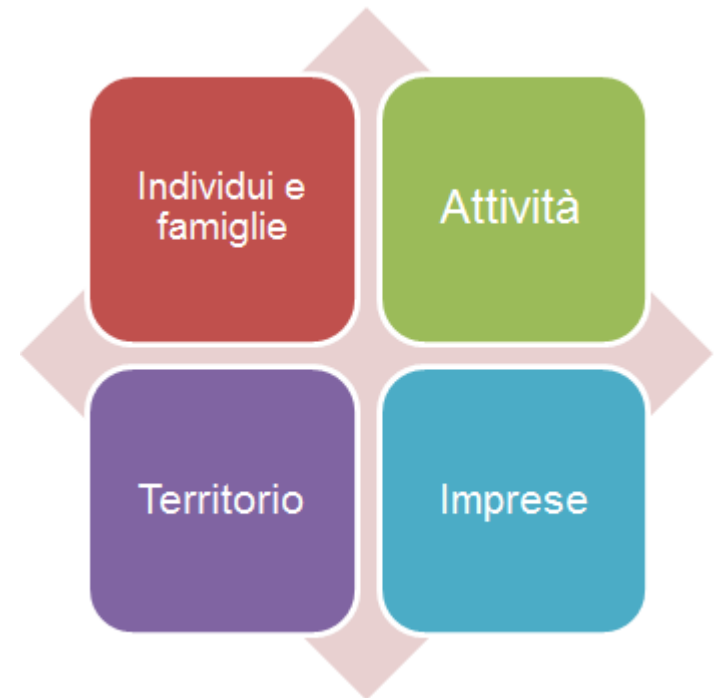 Individui e
famiglie
Attività
Territorio
Imprese